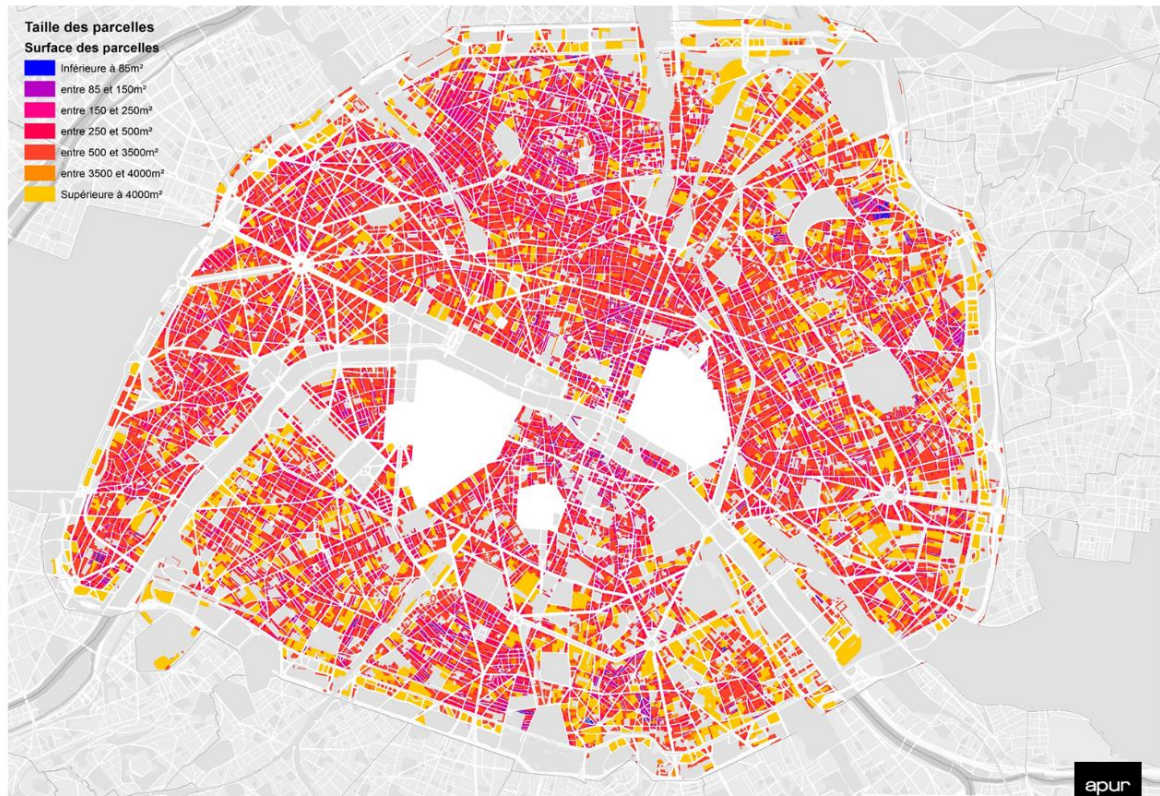 Taille des parcelles
Surface des parcelles
Inférieure à 85m²
entre 85 et 150m²
entre 150 et 250m²
entre 250 et 500m²
entre 500 et 3500m²
entre 3500 et 4000m²
Supérieure à 4000m²
apur